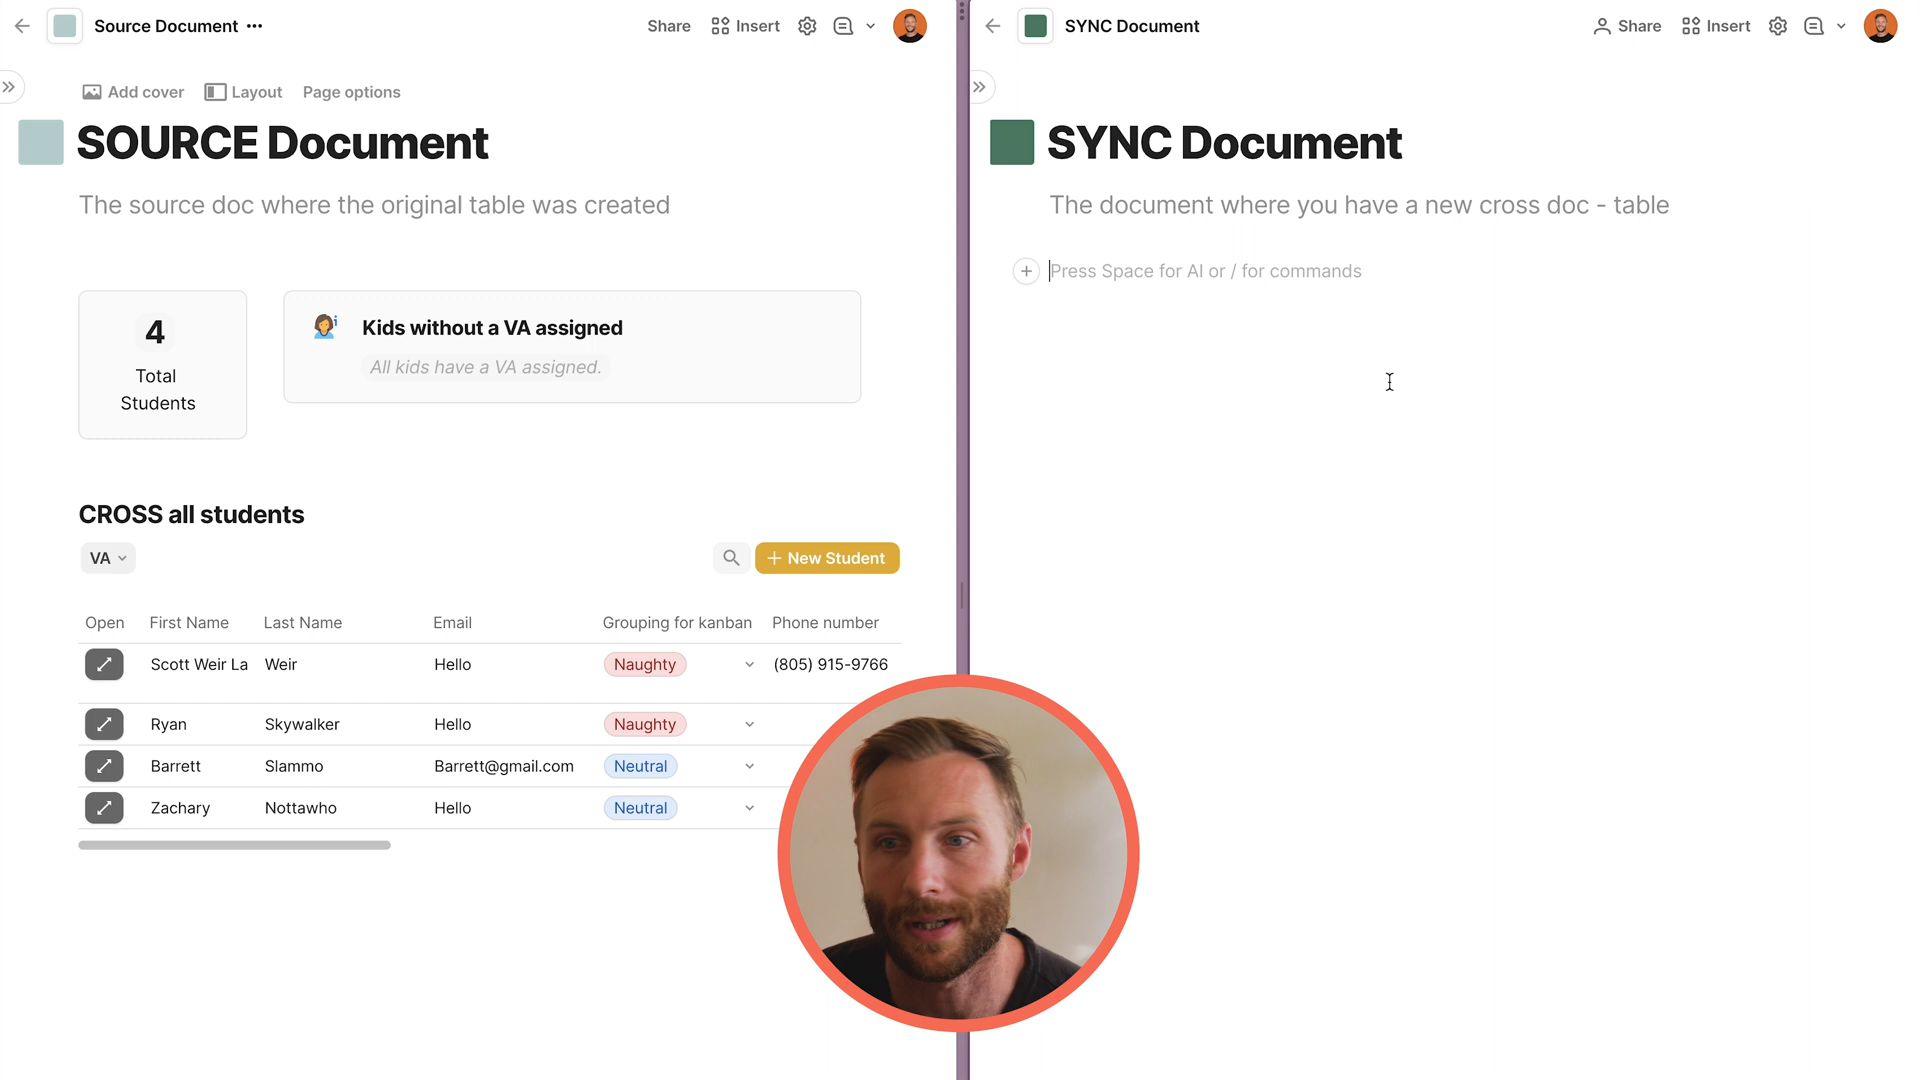 Source Document ···
Share
Insert
Add cover
Layout
Page options
SOURCE Document
The source doc where the original table was created
4
Total
Students
Kids without a VA assigned
All kids have a VA assigned.
CROSS all students
VA
+ New Student
Open First Name Last Name Email Grouping for kanban Phone number
Scott Weir La Weir Hello Naughty (805) 915-9766
Ryan Skywalker Hello Naughty
Barrett Slammo Barrett@gmail.com Neutral
Zachary Nottawho Hello Neutral
SYNC Document
Share
Insert
SYNC Document
The document where you have a new cross doc - table
Press Space for AI or / for commands